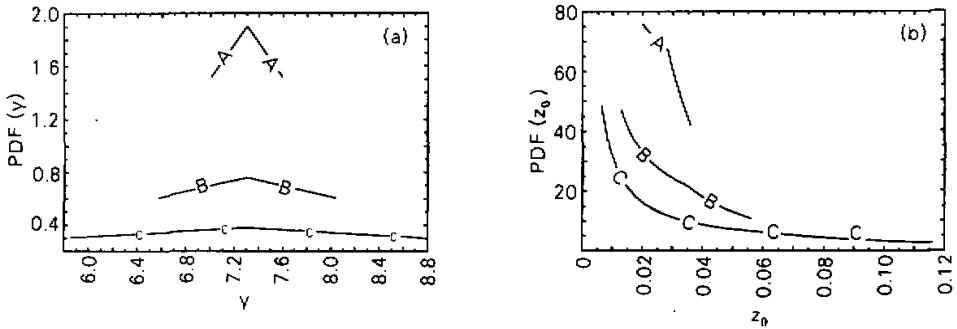 2.0
1.6
1.2
0.8
0.4
PDF (y)
(a)
A A
B B
c c c c
6.0 6.4 6.8 7.2 7.6 8.0 8.4 8.8
y
80
60
40
20
PDF (z₀)
(b)
A
B
B
C
C C C
0 0.02 0.04 0.06 0.08 0.10 0.12
z₀